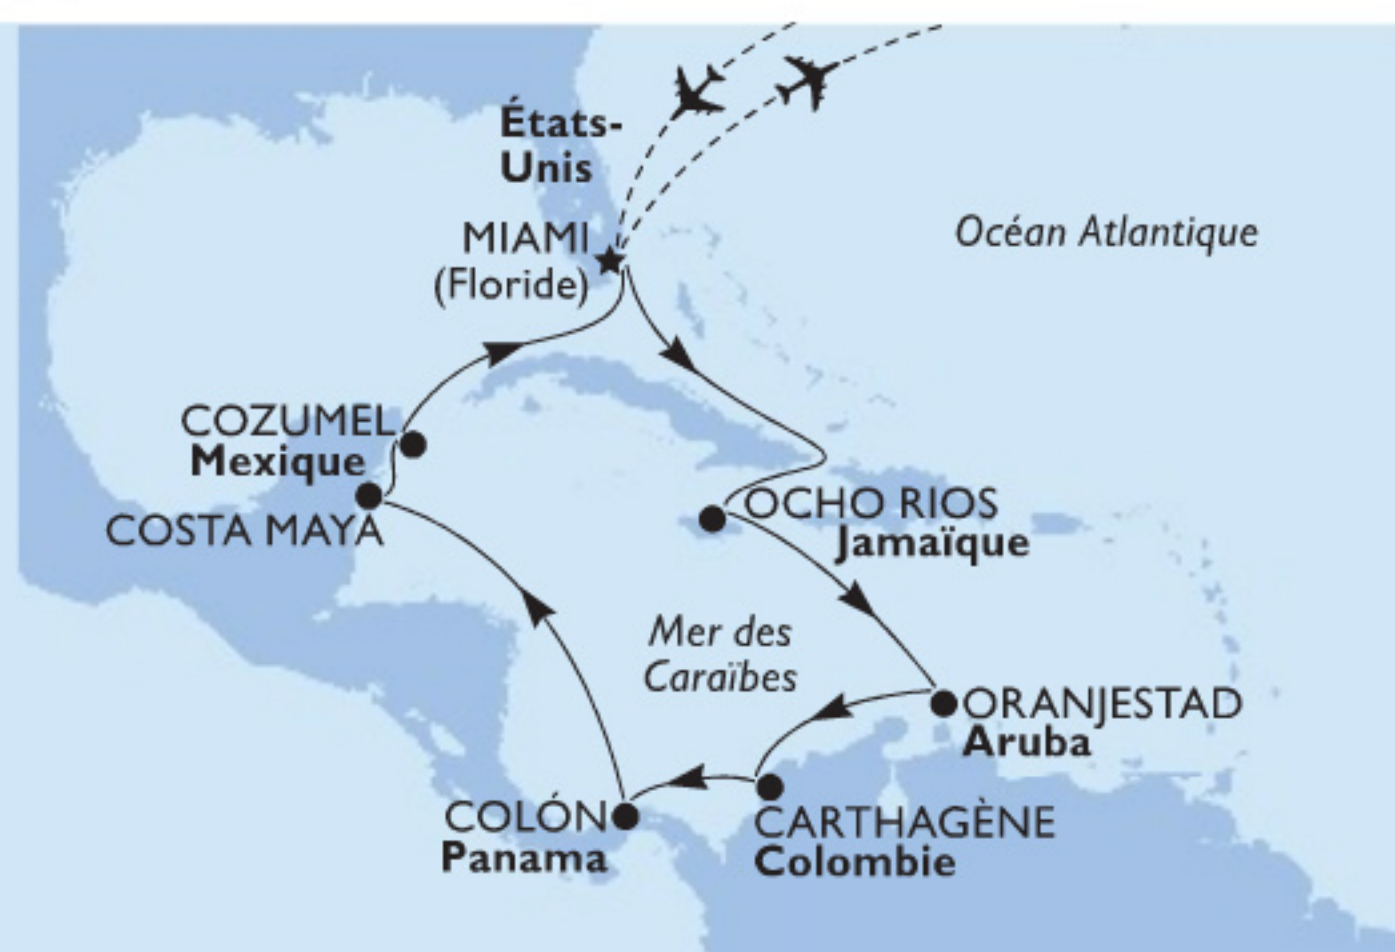 États-
Unis
MIAMI
(Floride)
Océan Atlantique
COZUMEL
Mexique
COSTA MAYA
OCHO RIOS
Jamaïque
Mer des
Caraïbes
ORANJESTAD
Aruba
COLÓN
Panama
CARTHAGÈNE
Colombie